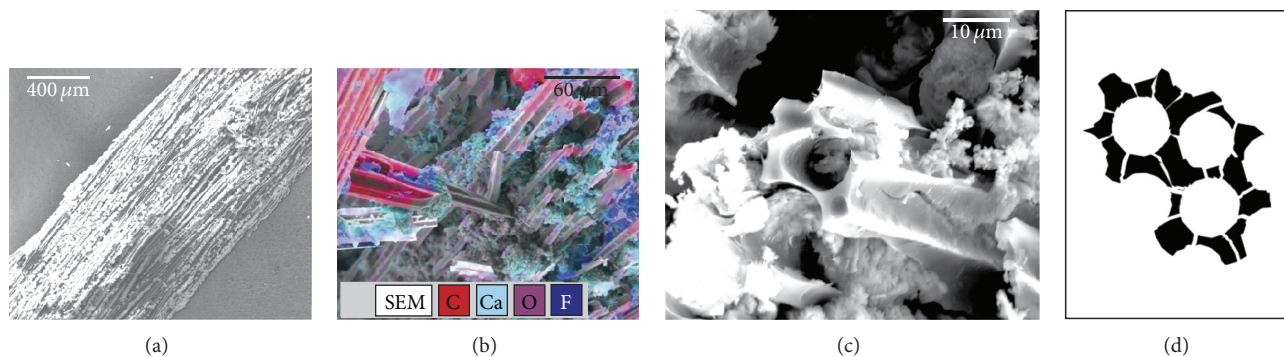 400 μm
60 μm
10 μm
SEM C Ca O F
(a)
(b)
(c)
(d)